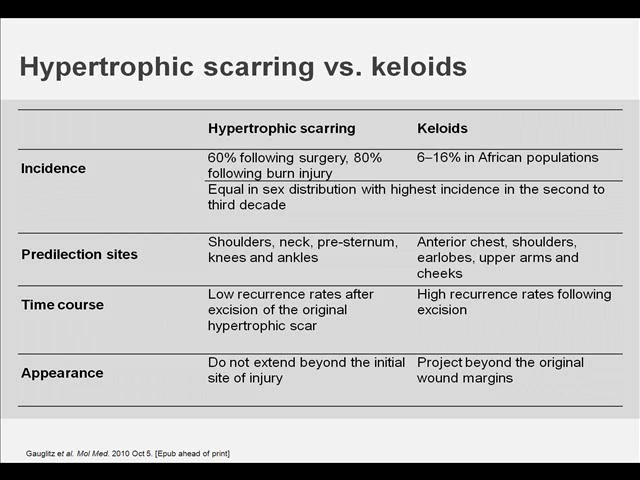 Hypertrophic scarring vs. keloids
Hypertrophic scarring Keloids
Incidence
60% following surgery, 80%
following burn injury
6–16% in African populations
Equal in sex distribution with highest incidence in the second to
third decade
Predilection sites
Shoulders, neck, pre-sternum,
knees and ankles
Anterior chest, shoulders,
earlobes, upper arms and
cheeks
Time course
Low recurrence rates after
excision of the original
hypertrophic scar
High recurrence rates following
excision
Appearance
Do not extend beyond the initial
site of injury
Project beyond the original
wound margins
Gauglitz et al. Mol Med. 2010 Oct 5. [Epub ahead of print]